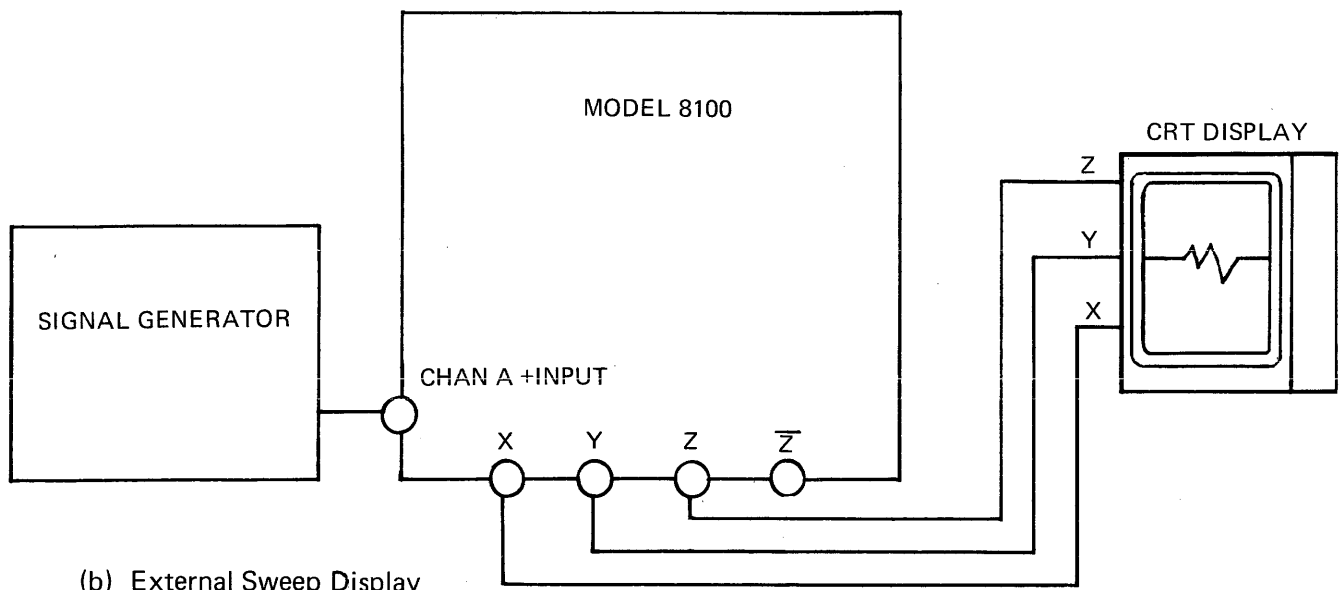 MODEL 8100
CRT DISPLAY
Z
Y
X
SIGNAL GENERATOR
CHAN A +INPUT
X Y Z Z̅
(b) External Sweep Display